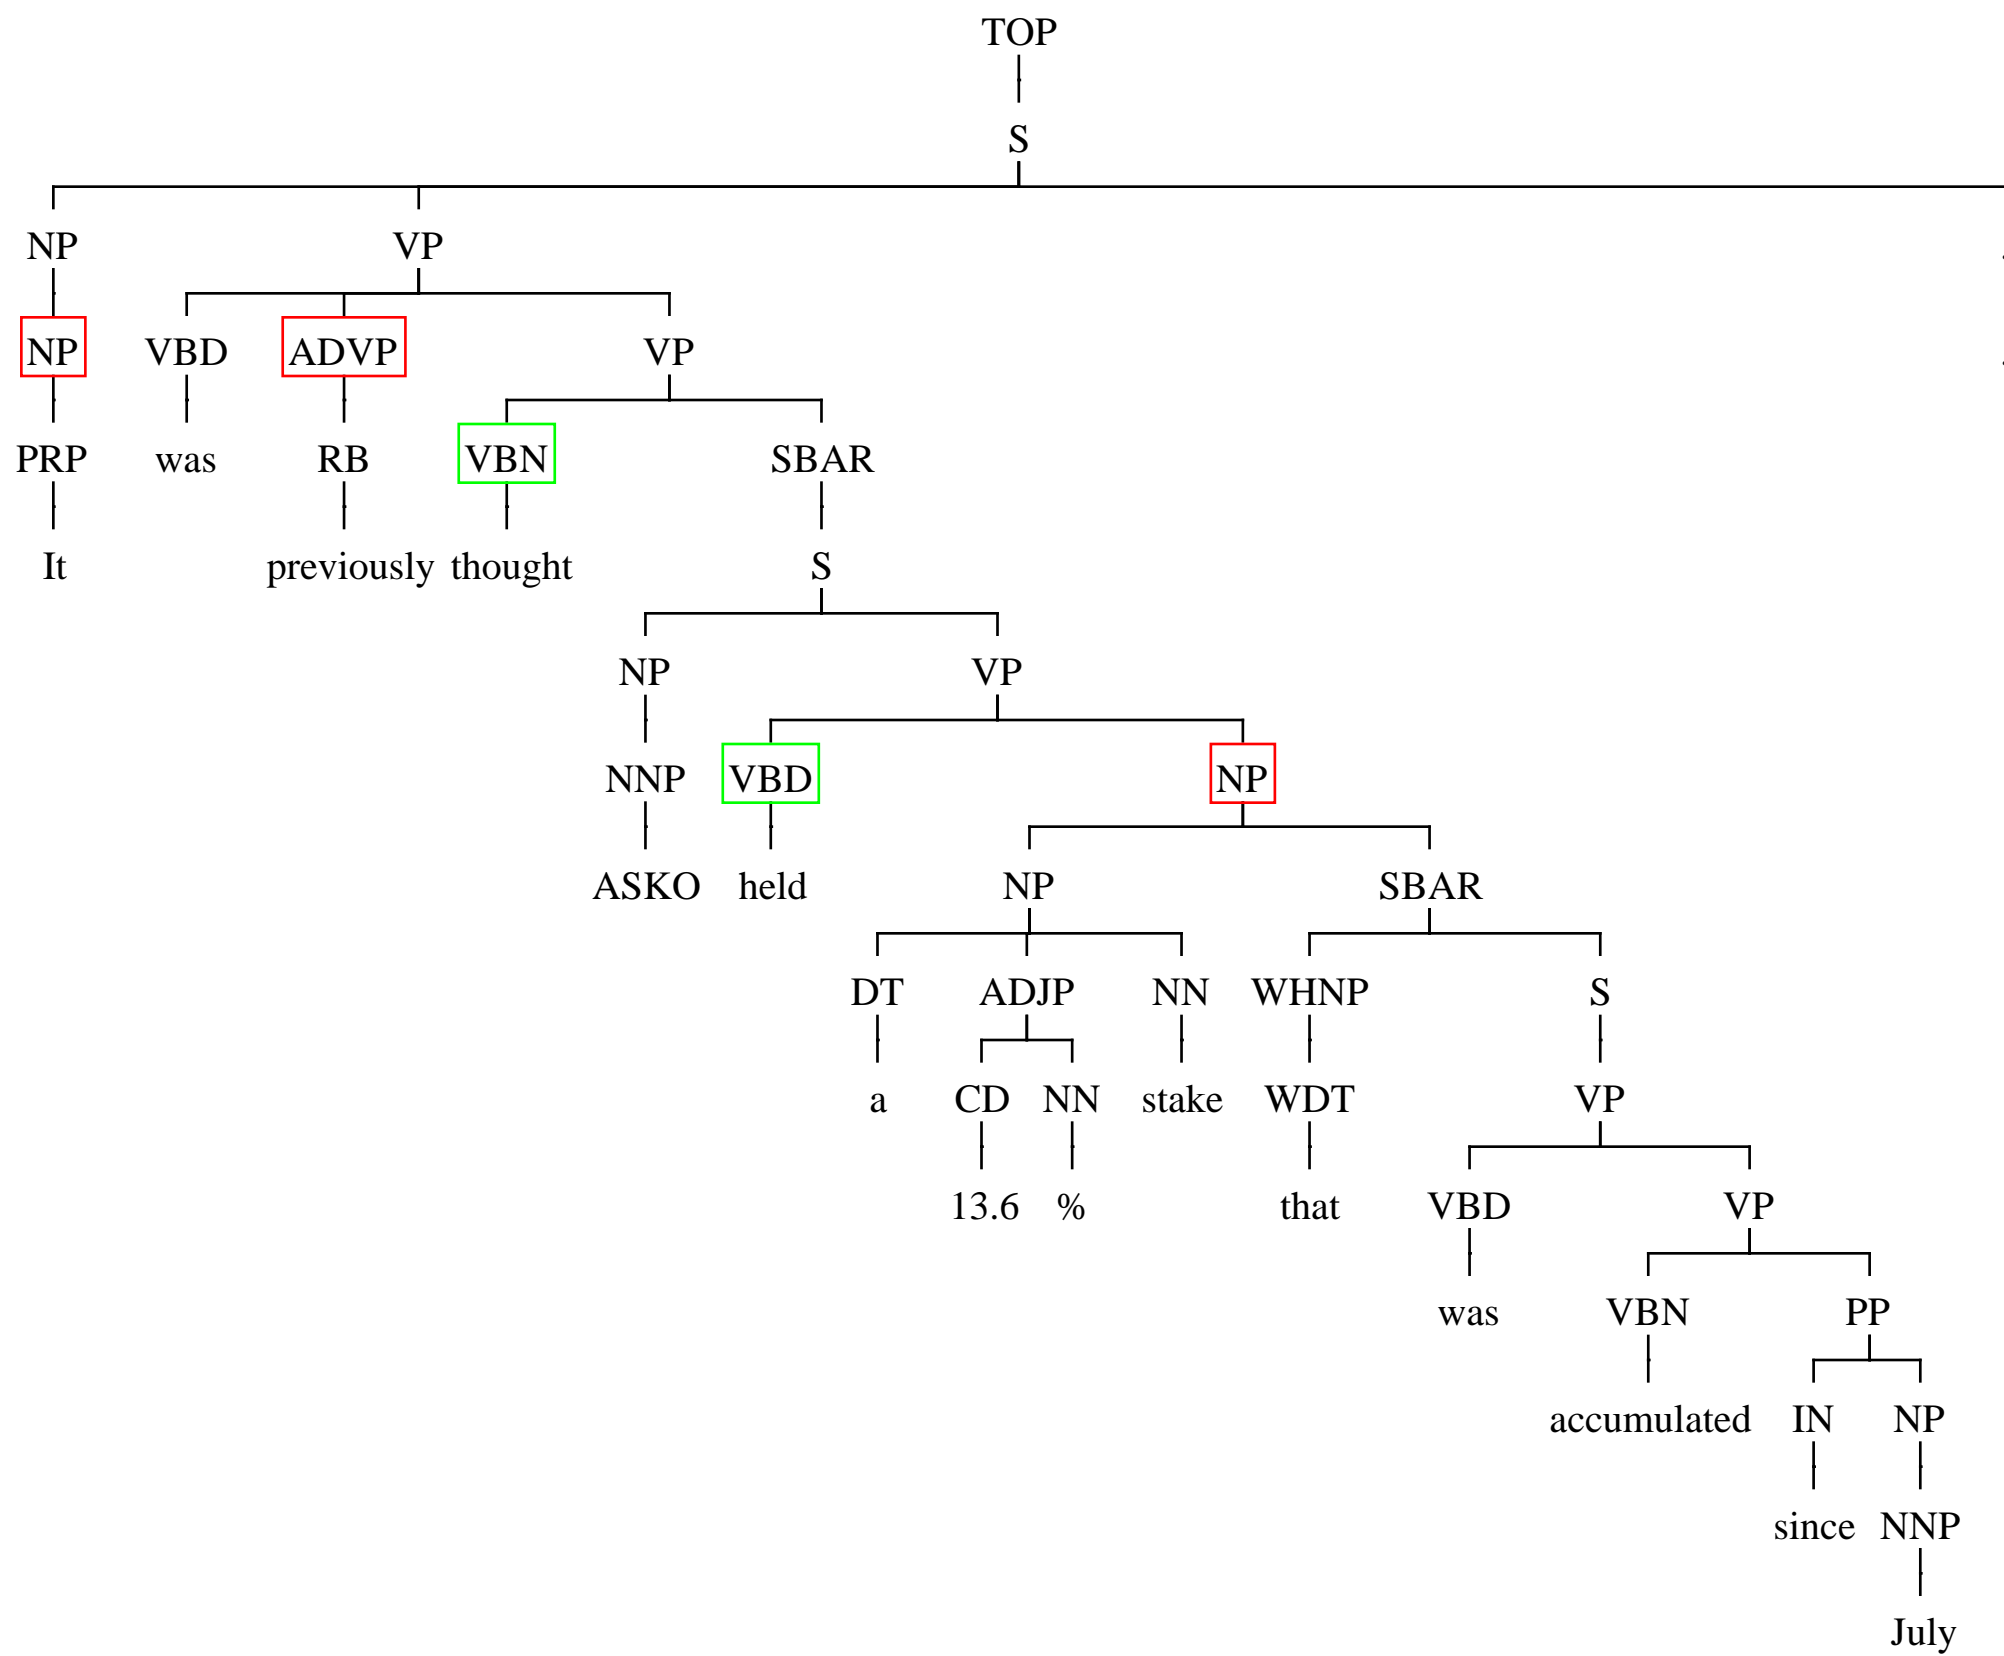 TOP
S
NP VP .
NP VBD ADVP VP .
PRP was RB VBN SBAR
It previously thought S
NP VP
NNP VBD NP
ASKO held NP SBAR
DT ADJP NN WHNP S
a CD NN stake WDT VP
13.6 % that VBD VP
was VBN PP
accumulated IN NP
since NNP
July